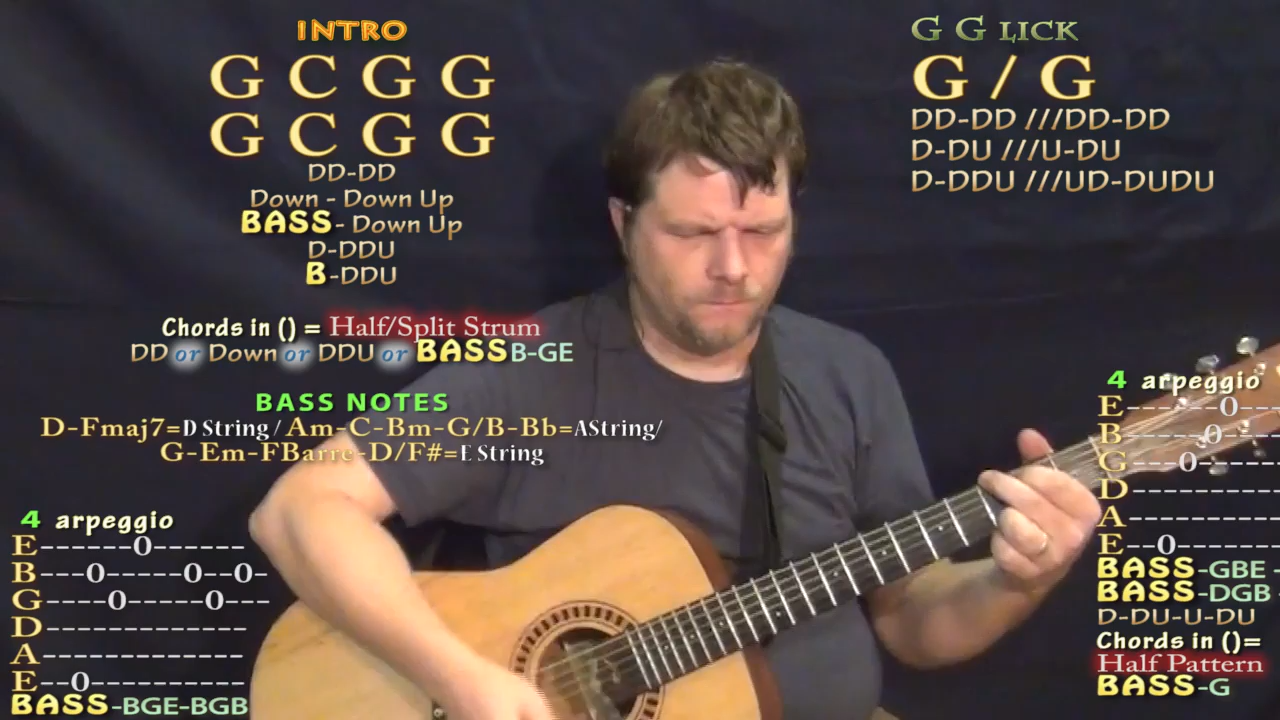 INTRO
G C G G
G C G G
DD-DD
Down - Down Up
BASS - Down Up
D-DDU
B-DDU
Chords in () = Half/Split Strum
DD or Down or DDU or BASS B-GE
BASS NOTES
D-Fmaj7=D String / Am-C-Bm-G/B-Bb=AString/
G-Em-FBarre-D/F#=E String
4 arpeggio
E------0------
B---0----0--0-
G----0----0---
D-------------
A-------------
E--0----------
BASS-BGE-BGB
G G LICK
G / G
DD-DD ///DD-DD
D-DU ///U-DU
D-DDU ///UD-DUDU
4 arpeggio
E------0---
B-----0----
G---0------
D----------
A----------
E--0-------
BASS-GBE -
BASS-DGB -
D-DU-U-DU
Chords in ()=
Half Pattern
BASS-G